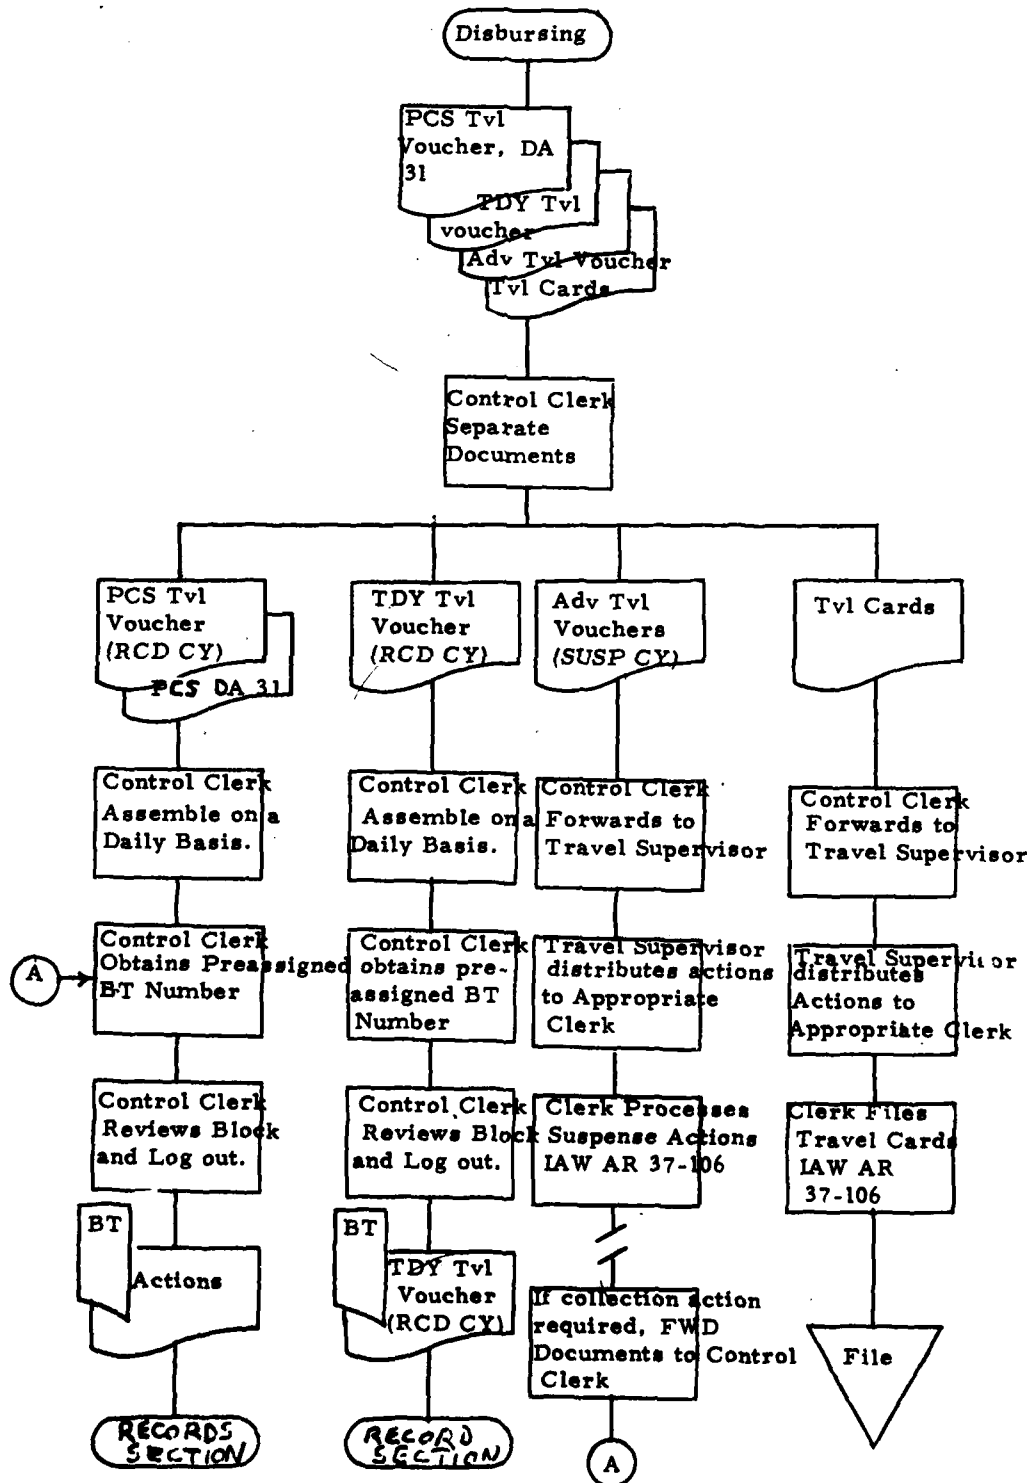 Disbursing
PCS Tvl
Voucher, DA
31
TDY Tvl
voucher
Adv Tvl Voucher
Tvl Cards
Control Clerk
Separate
Documents
PCS Tvl
Voucher
(RCD CY)
PCS DA 31
Control Clerk
Assemble on a
Daily Basis.
A
Control Clerk
Obtains Preassigned
BT Number
Control Clerk
Reviews Block
and Log out.
BT
Actions
RECORDS
SECTION
TDY Tvl
Voucher
(RCD CY)
Control Clerk
Assemble on a
Daily Basis.
Control Clerk
obtains pre-
assigned BT
Number
Control Clerk
Reviews Block
and Log out.
BT
TDY Tvl
Voucher
(RCD CY)
RECORD
SECTION
Adv Tvl
Vouchers
(SUSP CY)
Control Clerk
Forwards to
Travel Supervisor
Travel Supervisor
distributes actions
to Appropriate
Clerk
Clerk Processes
Suspense Actions
IAW AR 37-106
If collection action
required, FWD
Documents to Control
Clerk
A
Tvl Cards
Control Clerk
Forwards to
Travel Supervisor
Travel Supervisor
distributes
Actions to
Appropriate Clerk
Clerk Files
Travel Cards
IAW AR
37-106
File